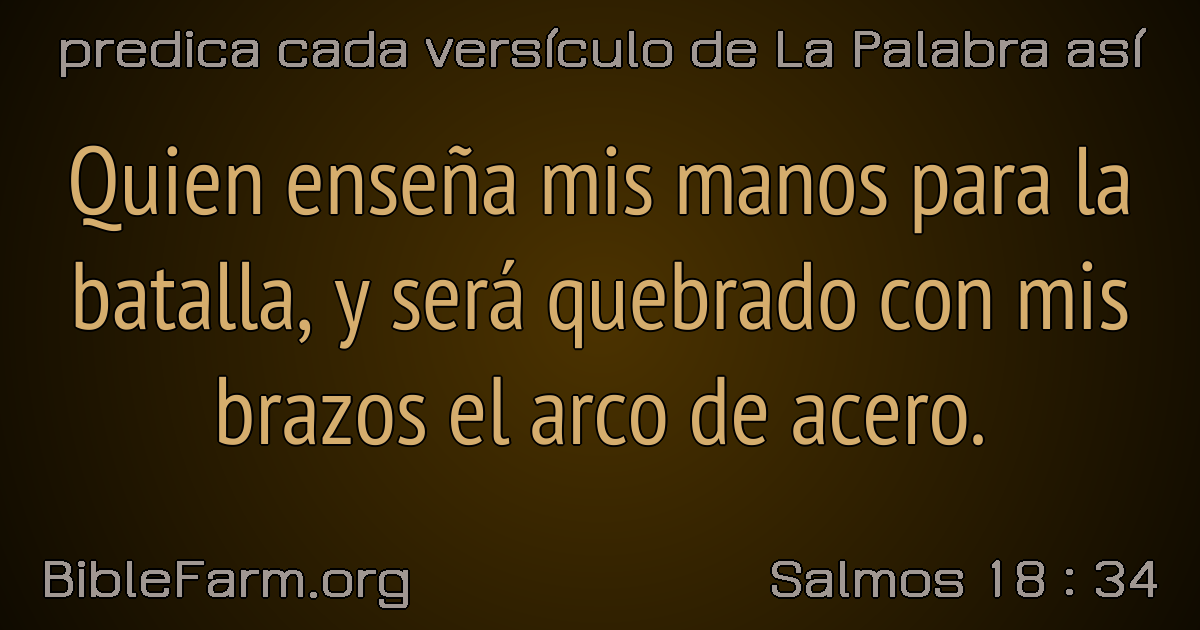 predica cada versículo de La Palabra así
Quien enseña mis manos para la
batalla, y será quebrado con mis
brazos el arco de acero.
BibleFarm.org
Salmos 18 : 34